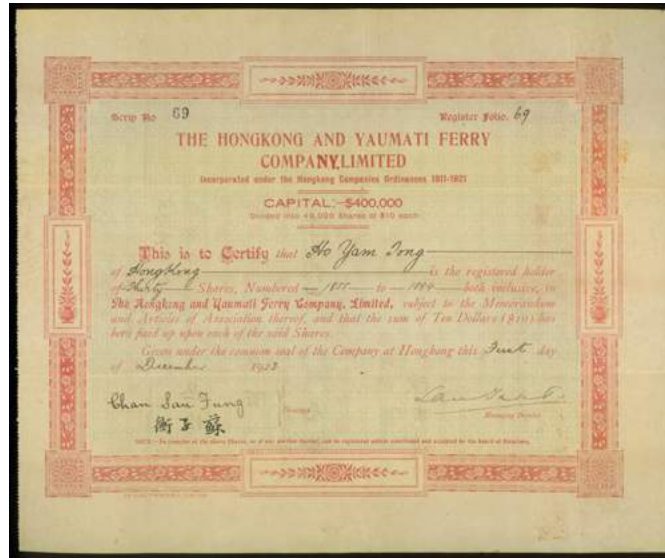 Scrip No 69 Register Folio. 69
THE HONGKONG AND YAUMATI FERRY
COMPANY, LIMITED
Incorporated under the Hongkong Companies Ordinances 1911-1921
CAPITAL:-$400,000
Divided into 40,000 Shares of $10 each
This is to Certify that Ho Yam Tong
of HongKong is the registered holder
of Thirty Shares, Numbered to both inclusive, in
The Hongkong and Yaumati Ferry Company, Limited, subject to the Memorandum
and Articles of Association thereof, and that the sum of Ten Dollars ($10) has
been paid up upon each of the said Shares.
Given under the common seal of the Company at Hongkong this First day
of December 1923
Chan Sau Fung
Managing Director